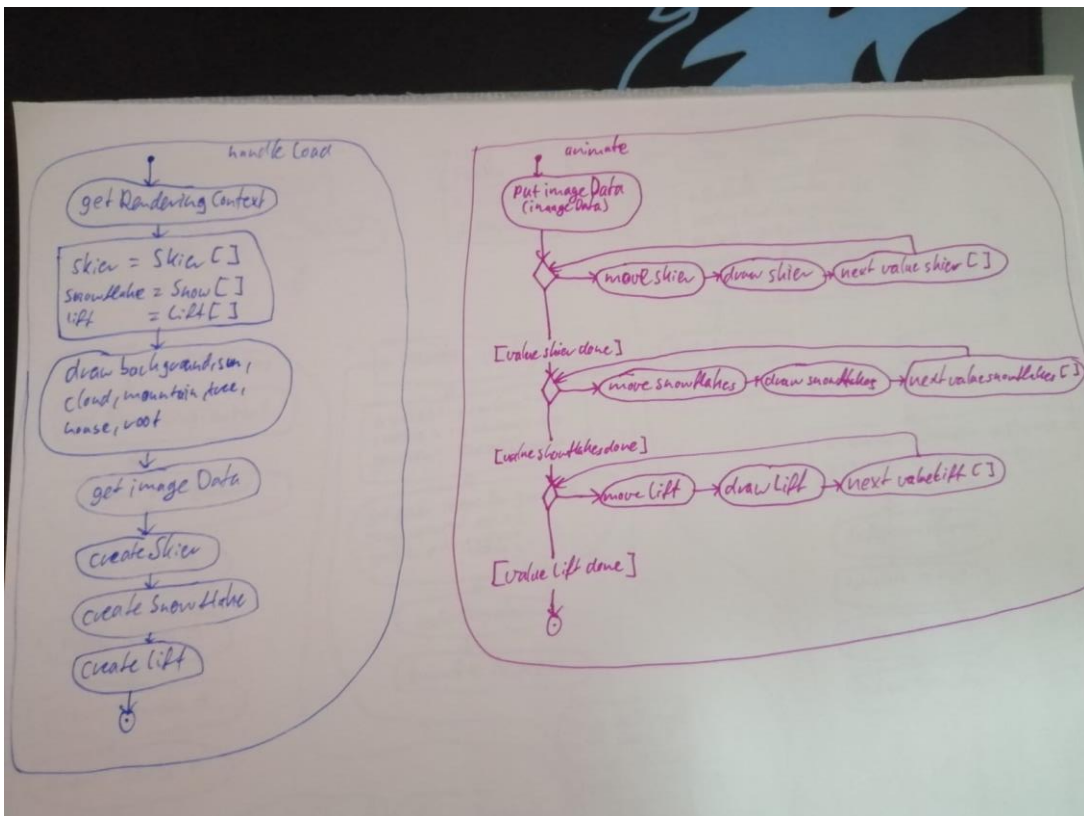 handle Load
get Rendering Context
Skier = Skier []
Snowflake = Snow []
lift = Lift []
draw background, sun,
cloud, mountain, tree,
house, root
get image Data
create Skier
create Snowflake
create lift
animate
put image Data
(imageData)
move skier
draw skier
next value skier []
[value skier done]
move snowflakes
draw snowflakes
next value snowflakes []
[value snowflakes done]
move lift
draw Lift
next value lift []
[value lift done]